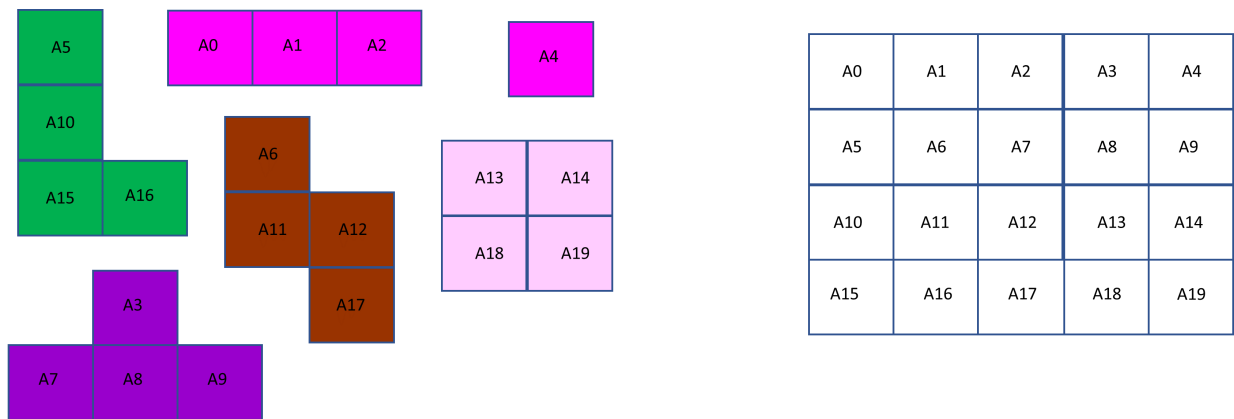 A5
A10
A15 A16
A0 A1 A2
A4
A6
A11 A12
A17
A13 A14
A18 A19
A3
A7 A8 A9
A0 A1 A2 A3 A4
A5 A6 A7 A8 A9
A10 A11 A12 A13 A14
A15 A16 A17 A18 A19